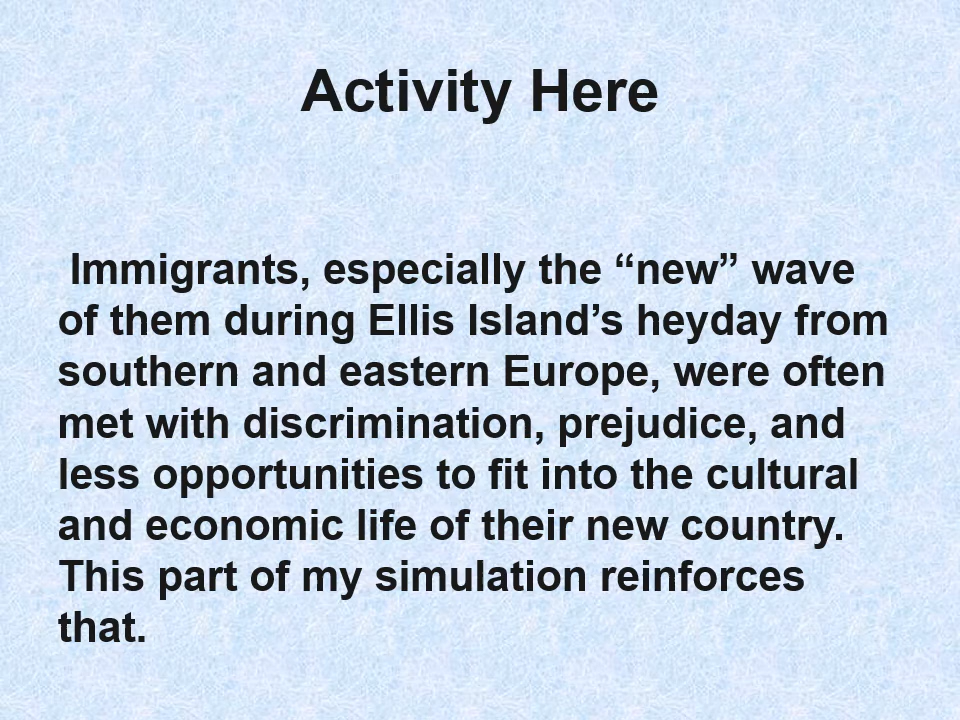 Activity Here
Immigrants, especially the “new” wave
of them during Ellis Island’s heyday from
southern and eastern Europe, were often
met with discrimination, prejudice, and
less opportunities to fit into the cultural
and economic life of their new country.
This part of my simulation reinforces
that.